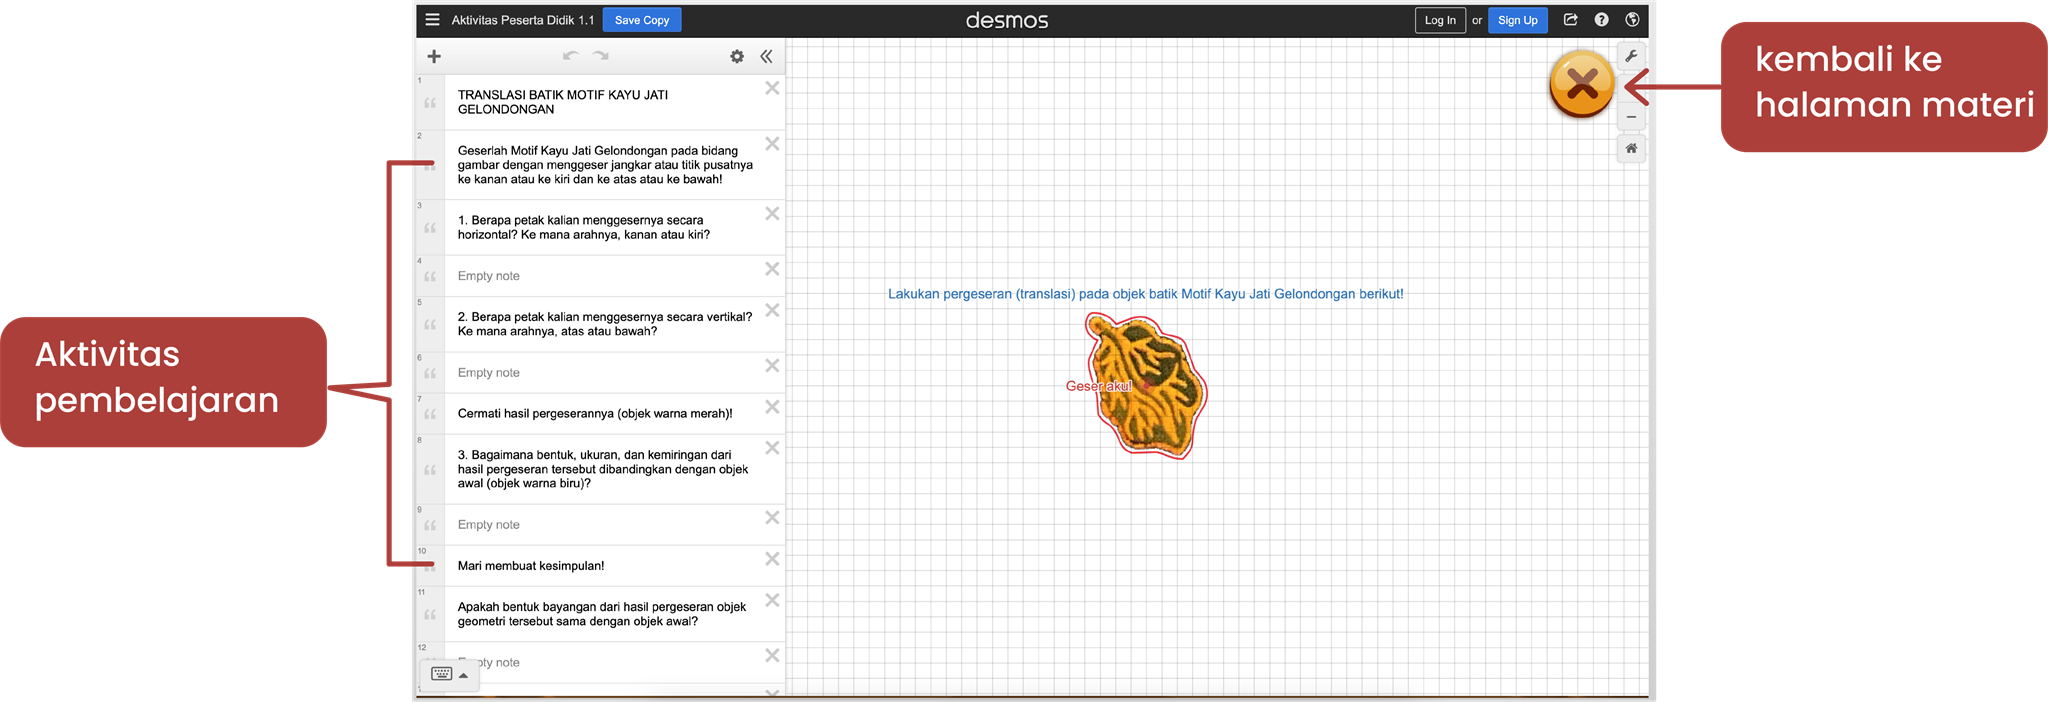 Aktivitas Peserta Didik 1.1
Save Copy
desmos
Log In
or
Sign Up
1
TRANSLASI BATIK MOTIF KAYU JATI
GELONDONGAN
2
Geserlah Motif Kayu Jati Gelondongan pada bidang
gambar dengan menggeser jangkar atau titik pusatnya
ke kanan atau ke kiri dan ke atas atau ke bawah!
3
1. Berapa petak kalian menggesernya secara
horizontal? Ke mana arahnya, kanan atau kiri?
4
Empty note
5
2. Berapa petak kalian menggesernya secara vertikal?
Ke mana arahnya, atas atau bawah?
6
Empty note
7
Cermati hasil pergeserannya (objek warna merah)!
8
3. Bagaimana bentuk, ukuran, dan kemiringan dari
hasil pergeseran tersebut dibandingkan dengan objek
awal (objek warna biru)?
9
Empty note
10
Mari membuat kesimpulan!
11
Apakah bentuk bayangan dari hasil pergeseran objek
geometri tersebut sama dengan objek awal?
12
pty note
Lakukan pergeseran (translasi) pada objek batik Motif Kayu Jati Gelondongan berikut!
Geser aku!
Aktivitas
pembelajaran
kembali ke
halaman materi